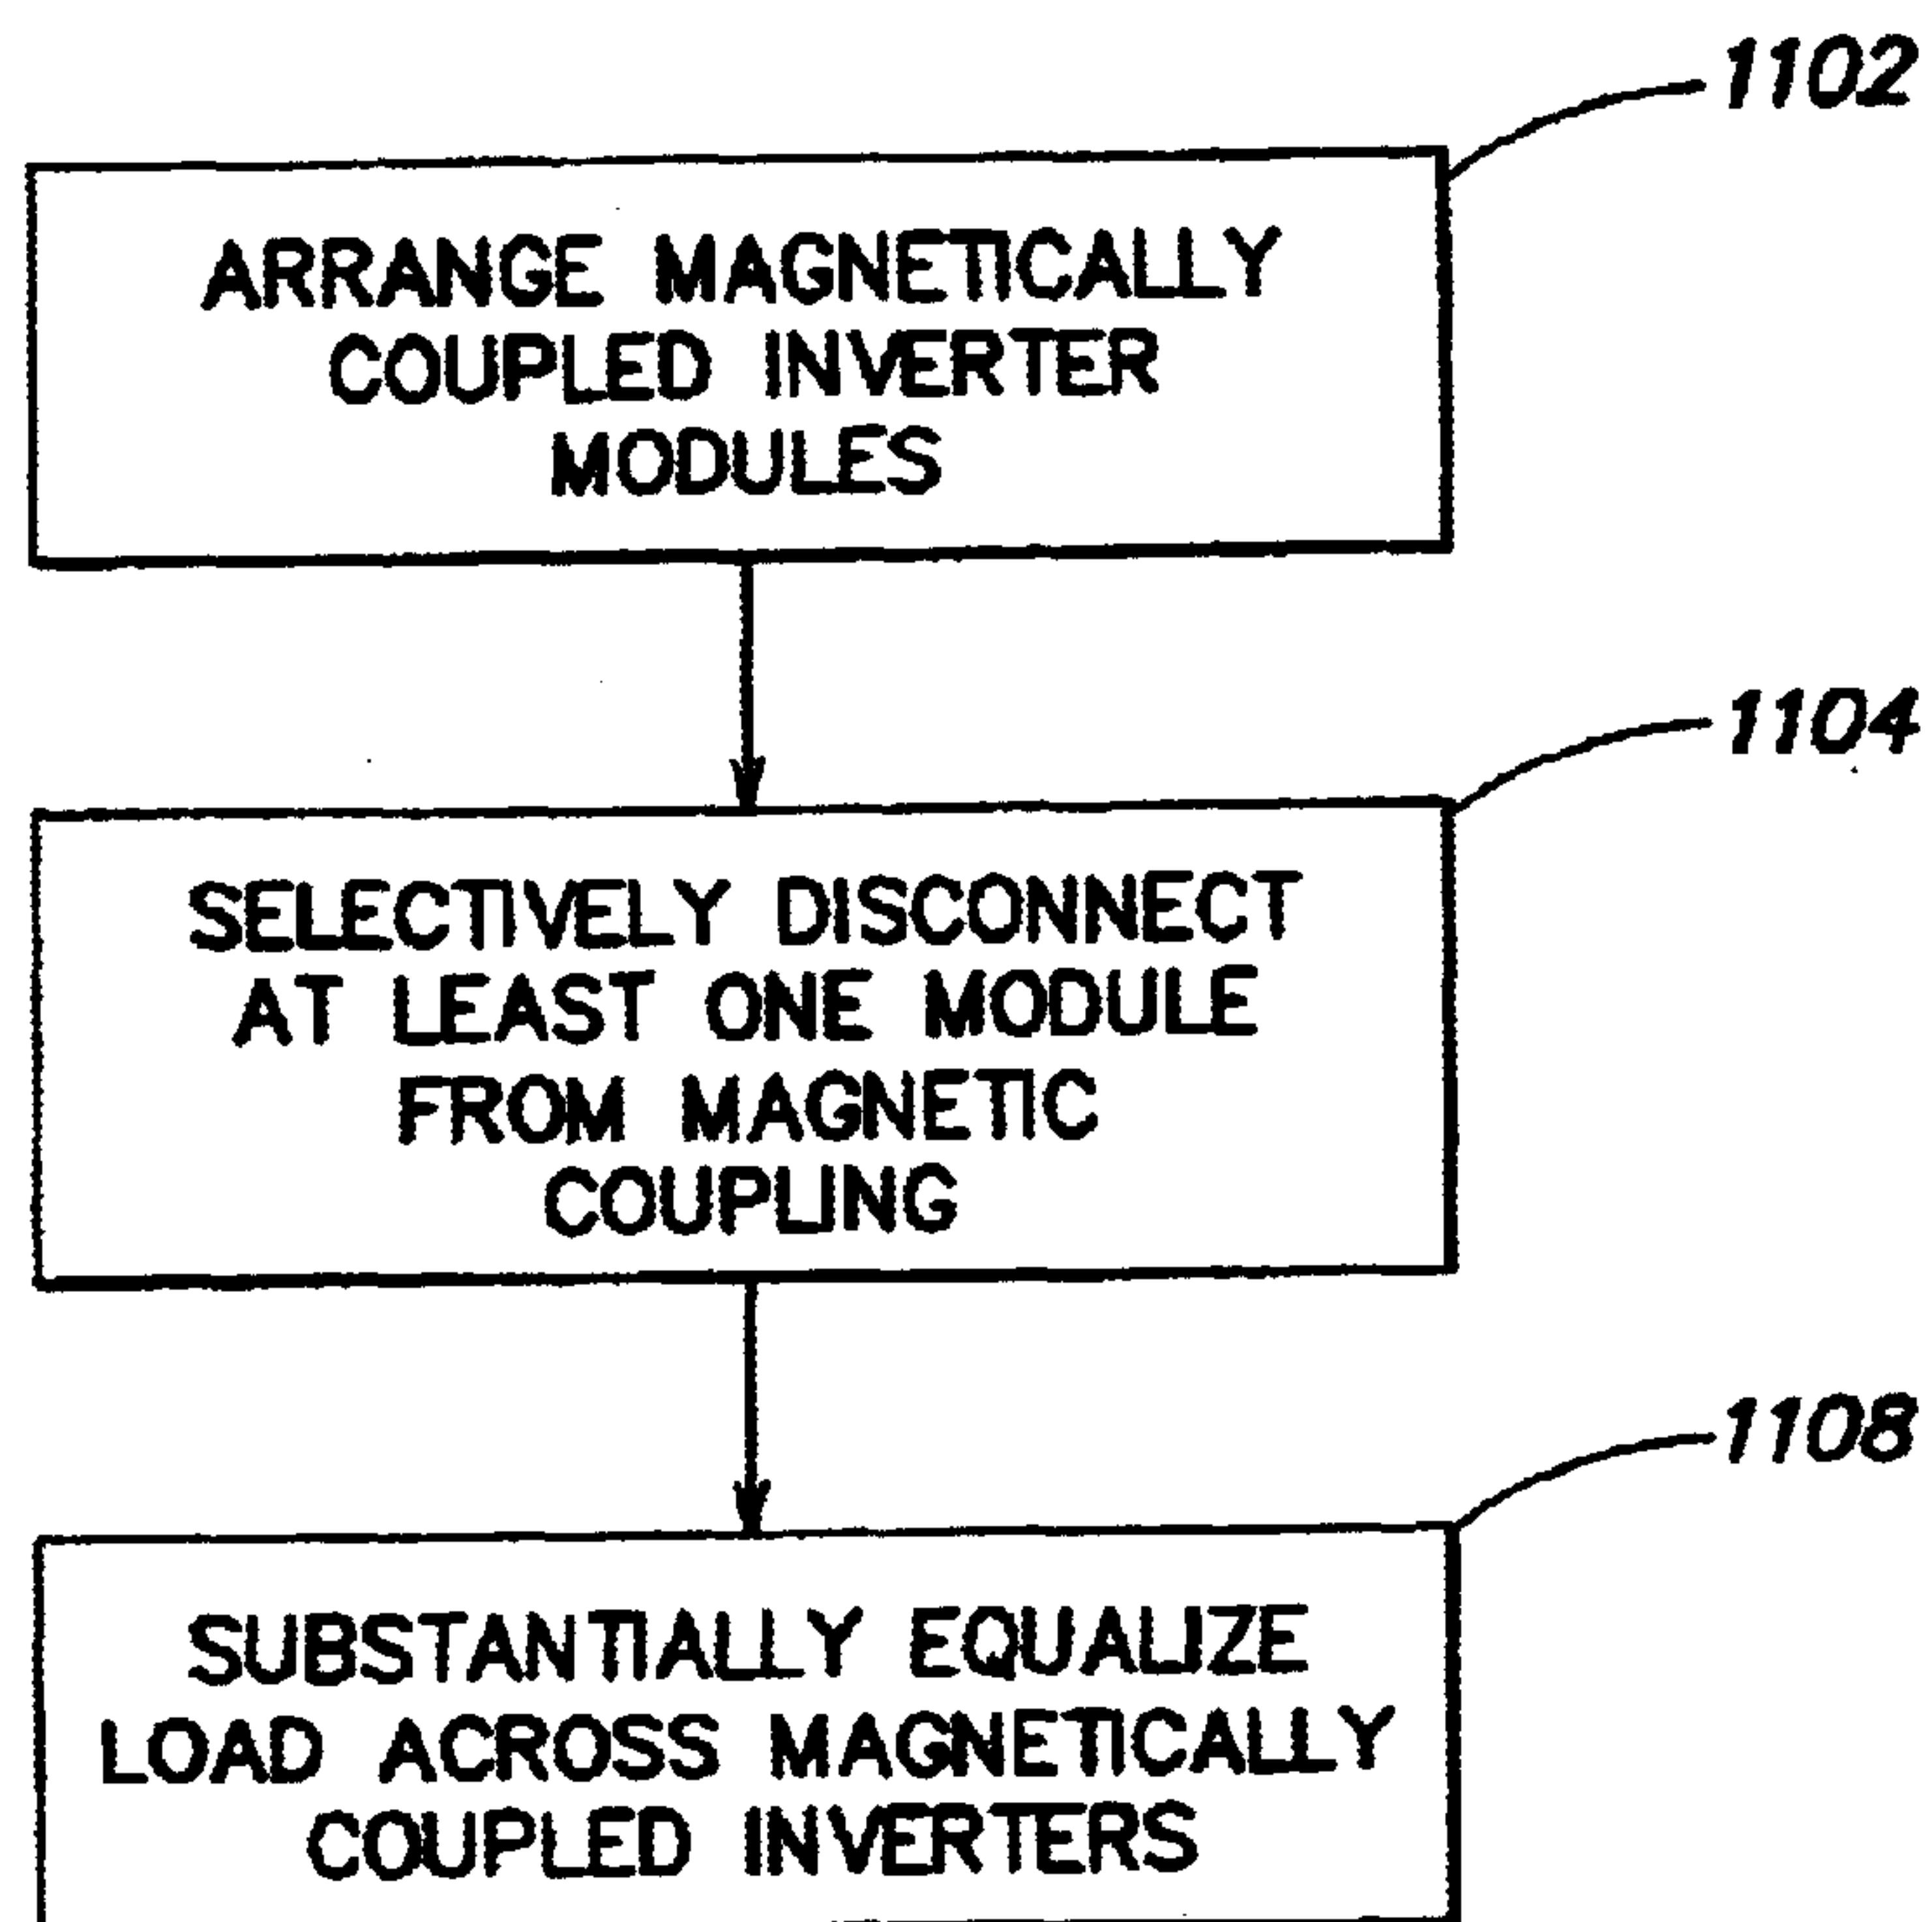 1102
ARRANGE MAGNETICALLY
COUPLED INVERTER
MODULES
1104
SELECTIVELY DISCONNECT
AT LEAST ONE MODULE
FROM MAGNETIC
COUPLING
1108
SUBSTANTIALLY EQUALIZE
LOAD ACROSS MAGNETICALLY
COUPLED INVERTERS